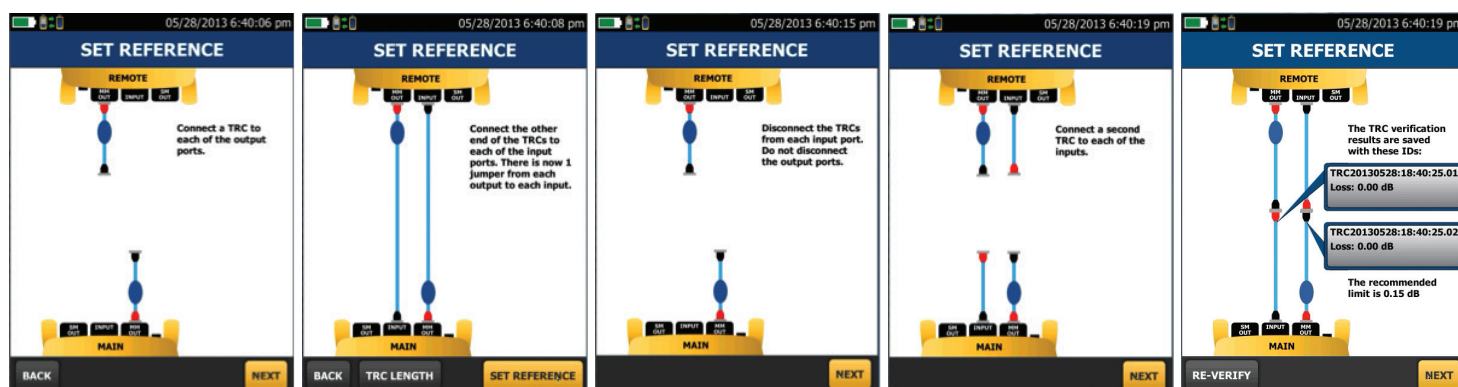 05/28/2013 6:40:06 pm
SET REFERENCE
REMOTE
MM OUT
INPUT
SM OUT
Connect a TRC to
each of the output
ports.
SM OUT
INPUT
MM OUT
MAIN
BACK
NEXT
05/28/2013 6:40:08 pm
SET REFERENCE
REMOTE
MM OUT
INPUT
SM OUT
Connect the other
end of the TRCs to
each of the input
ports. There is now 1
jumper from each
output to each input.
SM OUT
INPUT
MM OUT
MAIN
BACK
TRC LENGTH
SET REFERENCE
05/28/2013 6:40:15 pm
SET REFERENCE
REMOTE
MM OUT
INPUT
SM OUT
Disconnect the TRCs
from each input port.
Do not disconnect
the output ports.
SM OUT
INPUT
MM OUT
MAIN
NEXT
05/28/2013 6:40:19 pm
SET REFERENCE
REMOTE
MM OUT
INPUT
SM OUT
Connect a second
TRC to each of the
inputs.
SM OUT
INPUT
MM OUT
MAIN
NEXT
05/28/2013 6:40:19 pm
SET REFERENCE
REMOTE
MM OUT
INPUT
SM OUT
The TRC verification
results are saved
with these IDs:
TRC20130528:18:40:25.01
Loss: 0.00 dB
TRC20130528:18:40:25.02
Loss: 0.00 dB
The recommended
limit is 0.15 dB
SM OUT
INPUT
MM OUT
MAIN
RE-VERIFY
NEXT